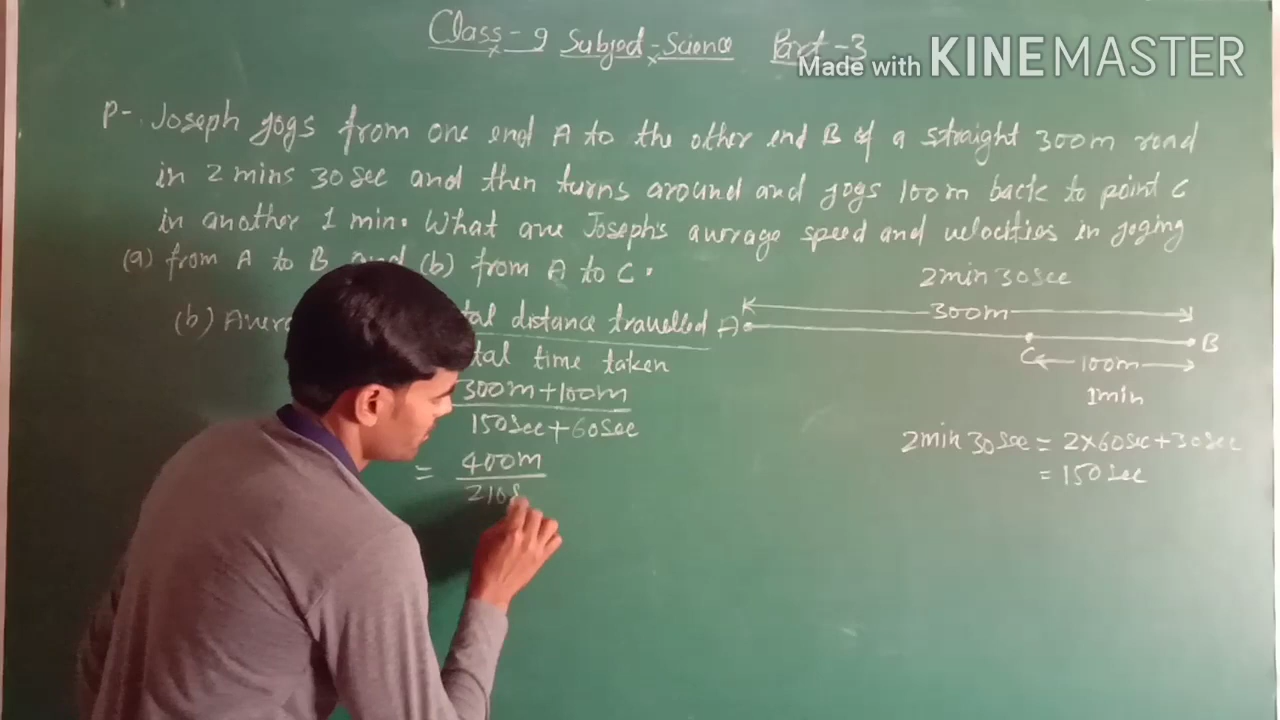 Class-9 Subject-Science Part-3
Made with KINEMASTER
P- Joseph jogs from one end A to the other end B of a straight 300m road
in 2 mins 30 sec and then turns around and jogs 100m back to point C
in another 1 min. What are Joseph's average speed and velocities in joging
(a) from A to B and (b) from A to C.
2min 30sec
300m
(b) Aver tal distance travelled
tal time taken
A B
C 100m
1min
300m+100m
150sec+60sec
= 400m
210s
2min 30sec = 2×60sec+30sec
= 150sec